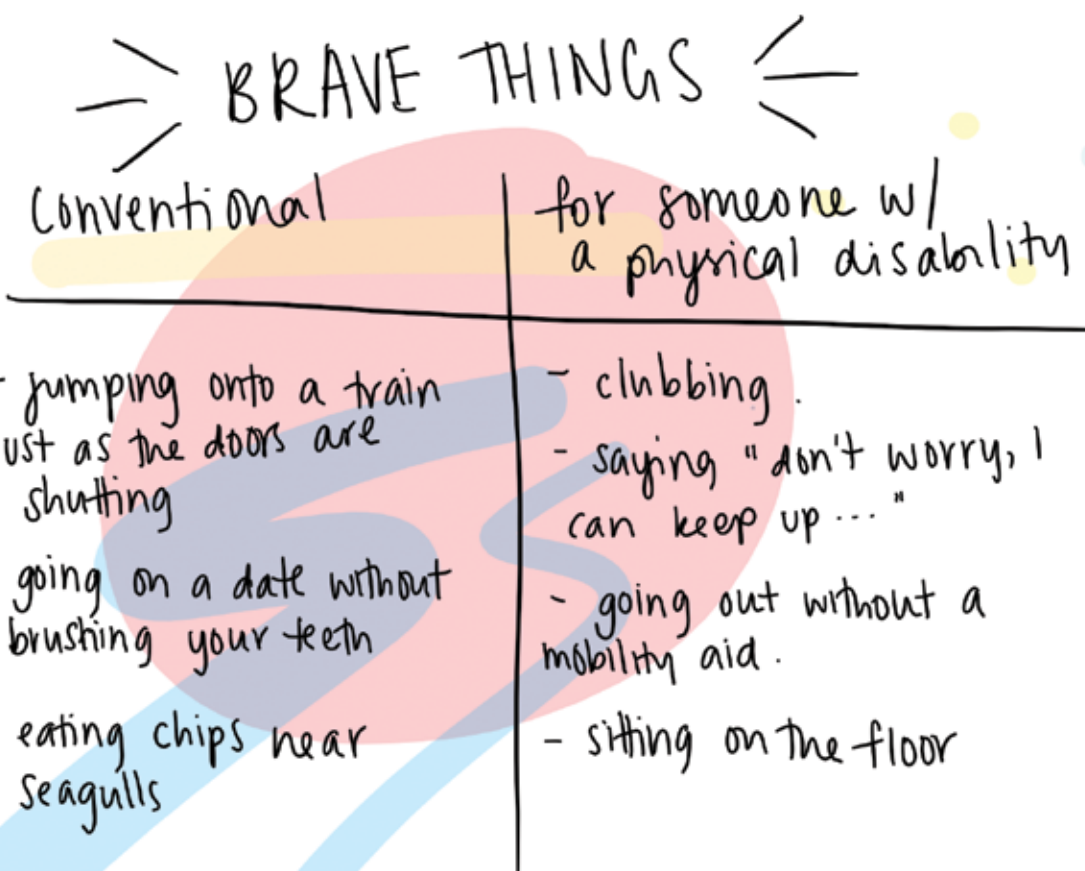 BRAVE THINGS
conventional
for someone w/
a physical disability
- jumping onto a train
ust as the doors are
shutting
going on a date without
brushing your teeth
eating chips near
seagulls
- clubbing.
- saying "don't worry, I
can keep up..."
- going out without a
mobility aid.
- sitting on the floor